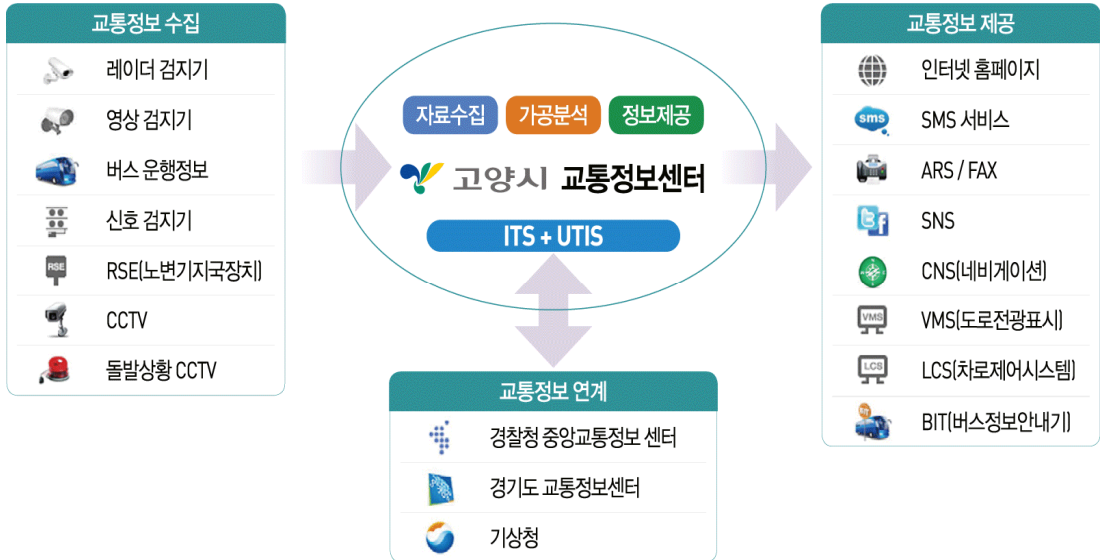 교통정보 수집
레이더 검지기
영상 검지기
버스 운행정보
신호 검지기
RSE
RSE(노변기지국장치)
CCTV
돌발상황 CCTV
자료수집 가공분석 정보제공
고양시 교통정보센터
ITS + UTIS
교통정보 연계
경찰청 중앙교통정보 센터
경기도 교통정보센터
기상청
교통정보 제공
인터넷 홈페이지
sms
SMS 서비스
ARS / FAX
SNS
CNS(네비게이션)
VMS
VMS(도로전광표시)
LCS
LCS(차로제어시스템)
BIT(버스정보안내기)